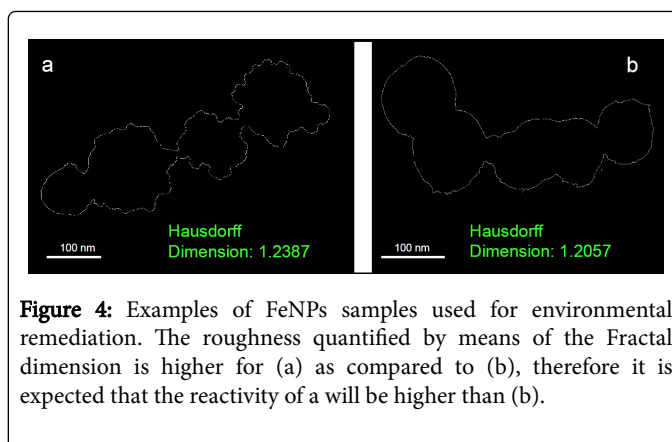 a
Hausdorff
Dimension: 1.2387
100 nm
b
Hausdorff
Dimension: 1.2057
100 nm
Figure 4: Examples of FeNPs samples used for environmental
remediation. The roughness quantified by means of the Fractal
dimension is higher for (a) as compared to (b), therefore it is
expected that the reactivity of a will be higher than (b).